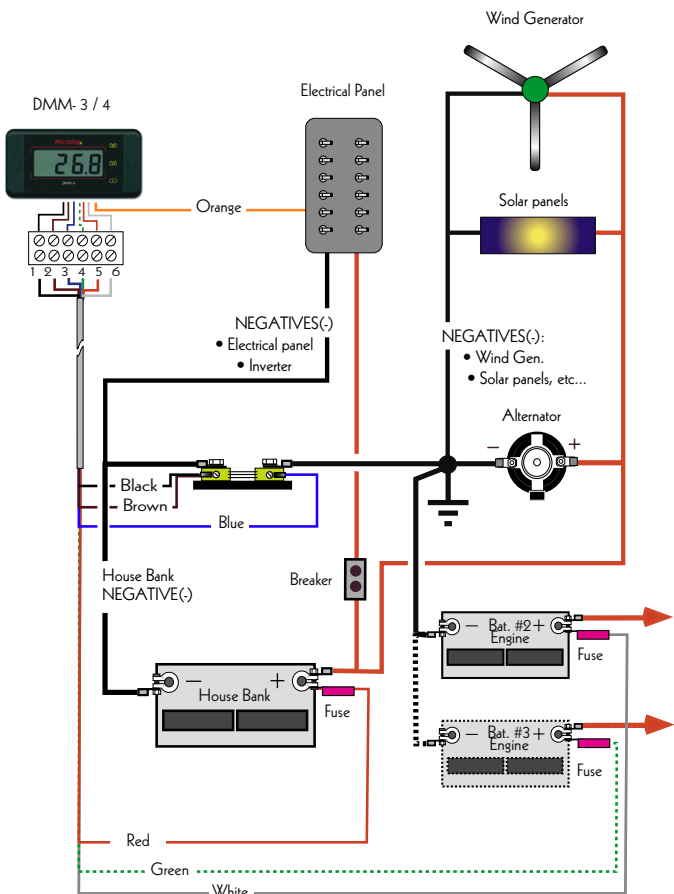 Wind Generator
DMM- 3 / 4
Electrical Panel
Microlog
26.8
Solar panels
Orange
1 2 3 4 5 6
NEGATIVES(-)
• Electrical panel
• Inverter
NEGATIVES(-):
• Wind Gen.
• Solar panels, etc...
Alternator
- +
Black
Brown
Blue
House Bank
NEGATIVE(-)
Breaker
- Bat. #2 +
Engine
Fuse
- +
House Bank
Fuse
- Bat. #3 +
Engine
Fuse
Red
Green
White